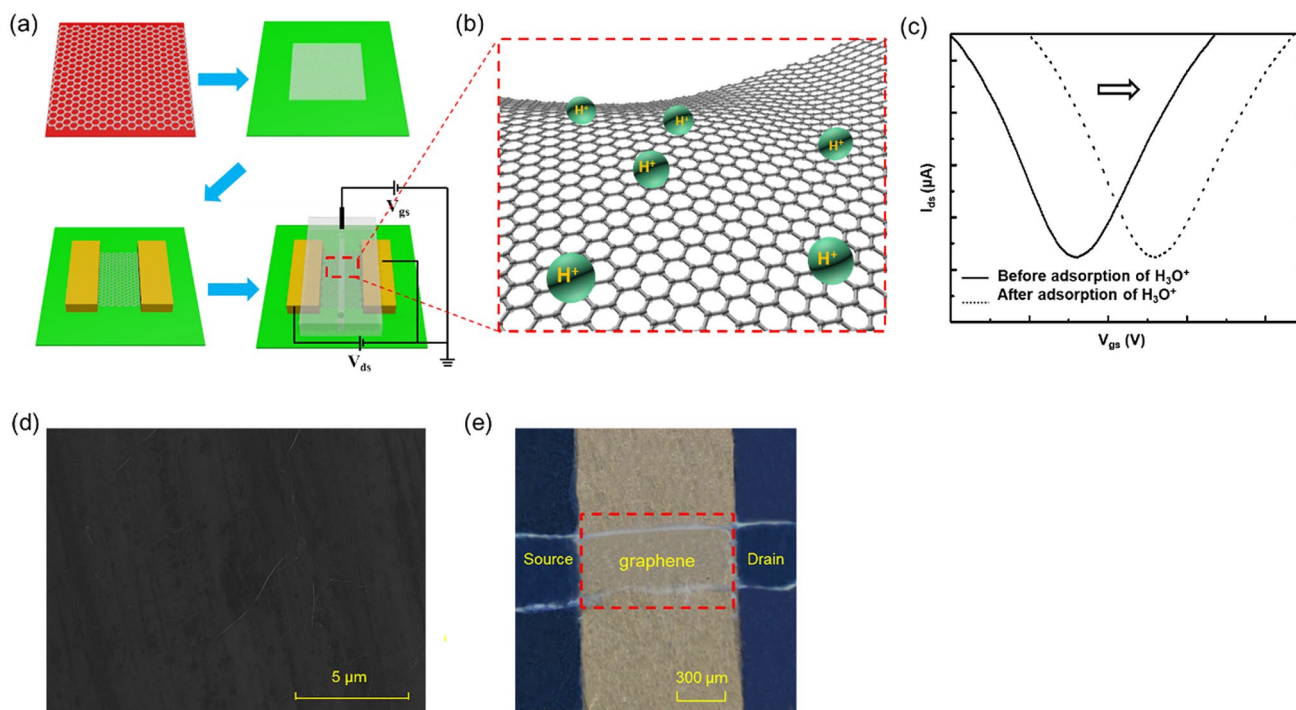 (a)
V_gs
V_ds
(b)
H⁺
H⁺
H⁺
H⁺
H⁺
H⁺
(c)
I_ds (μA)
Before adsorption of H₃O⁺
After adsorption of H₃O⁺
V_gs (V)
(d)
5 μm
(e)
Source
graphene
Drain
300 μm